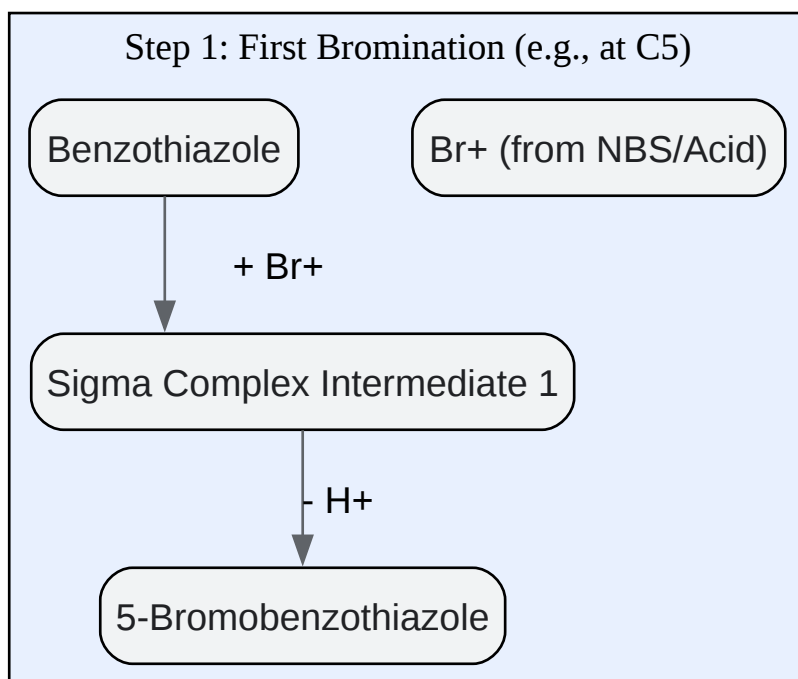 Step 1: First Bromination (e.g., at C5)
Benzothiazole
Br+ (from NBS/Acid)
+ Br+
Sigma Complex Intermediate 1
- H+
5-Bromobenzothiazole